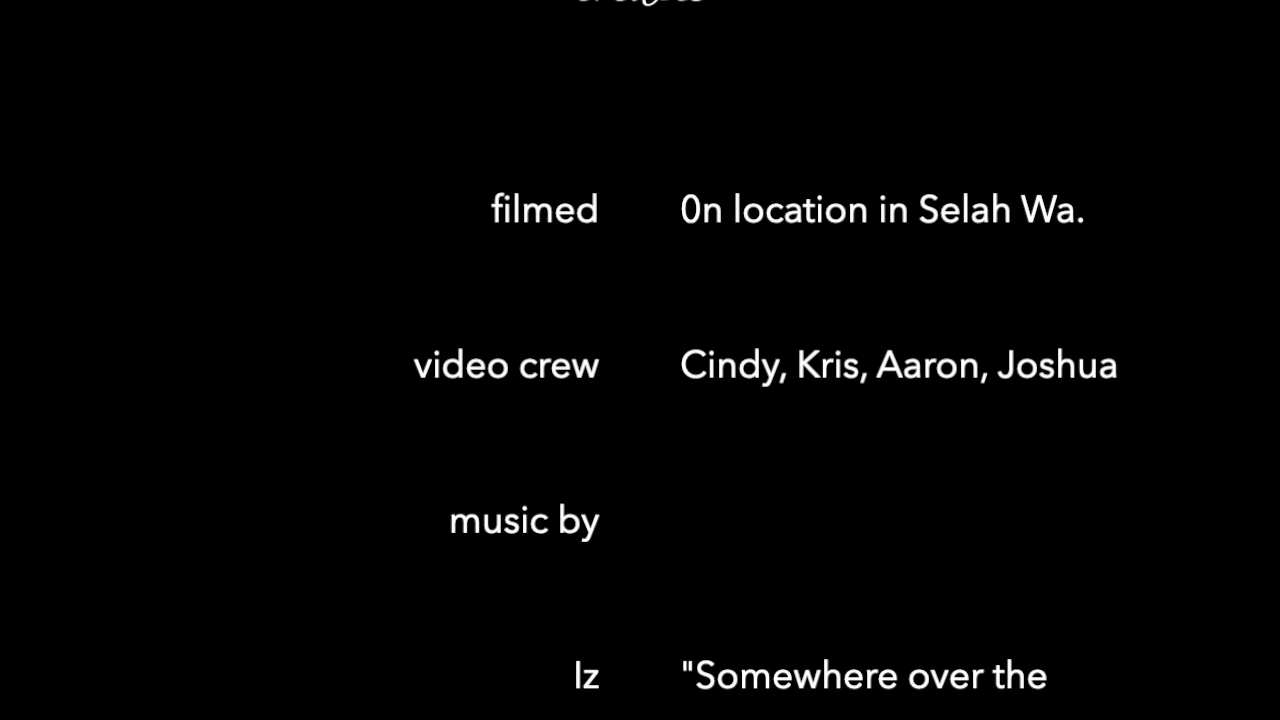 filmed 0n location in Selah Wa.
video crew Cindy, Kris, Aaron, Joshua
music by
Iz "Somewhere over the